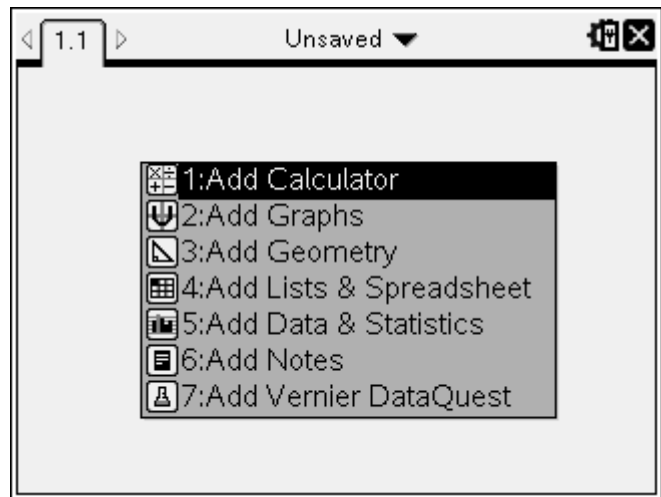 1.1 Unsaved
1:Add Calculator
2:Add Graphs
3:Add Geometry
4:Add Lists & Spreadsheet
5:Add Data & Statistics
6:Add Notes
7:Add Vernier DataQuest